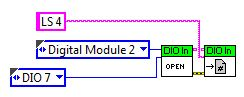 LS 4
Digital Module 2
DIO 7
DIO In
OPEN
DIO In
#